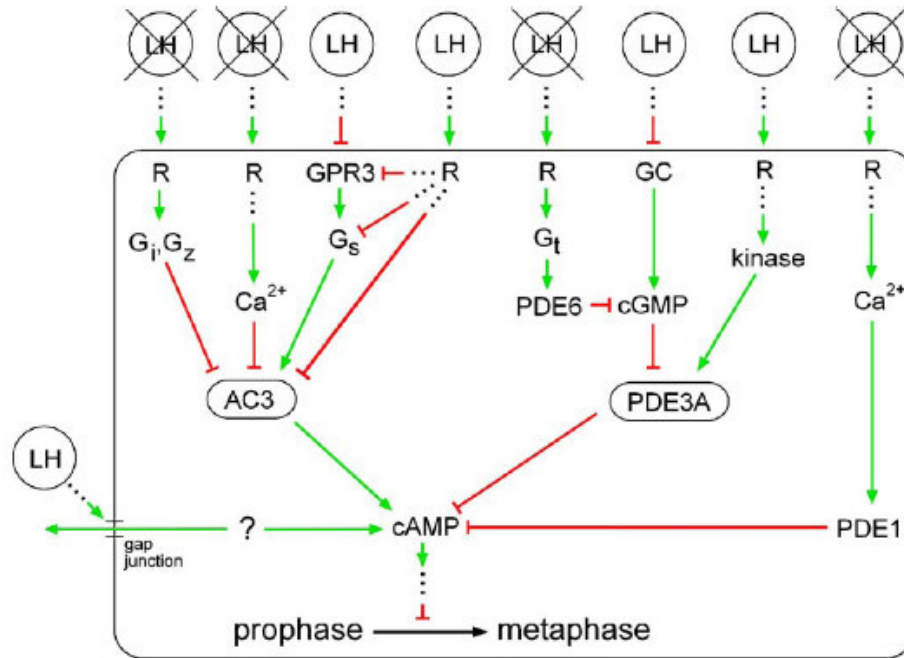 LH LH LH LH LH LH LH LH
R R GPR3 R R GC R R
Gi,Gz Gs Gt kinase
Ca2+ PDE6 cGMP Ca2+
AC3 PDE3A
LH
? cAMP PDE1
gap
junction
prophase metaphase